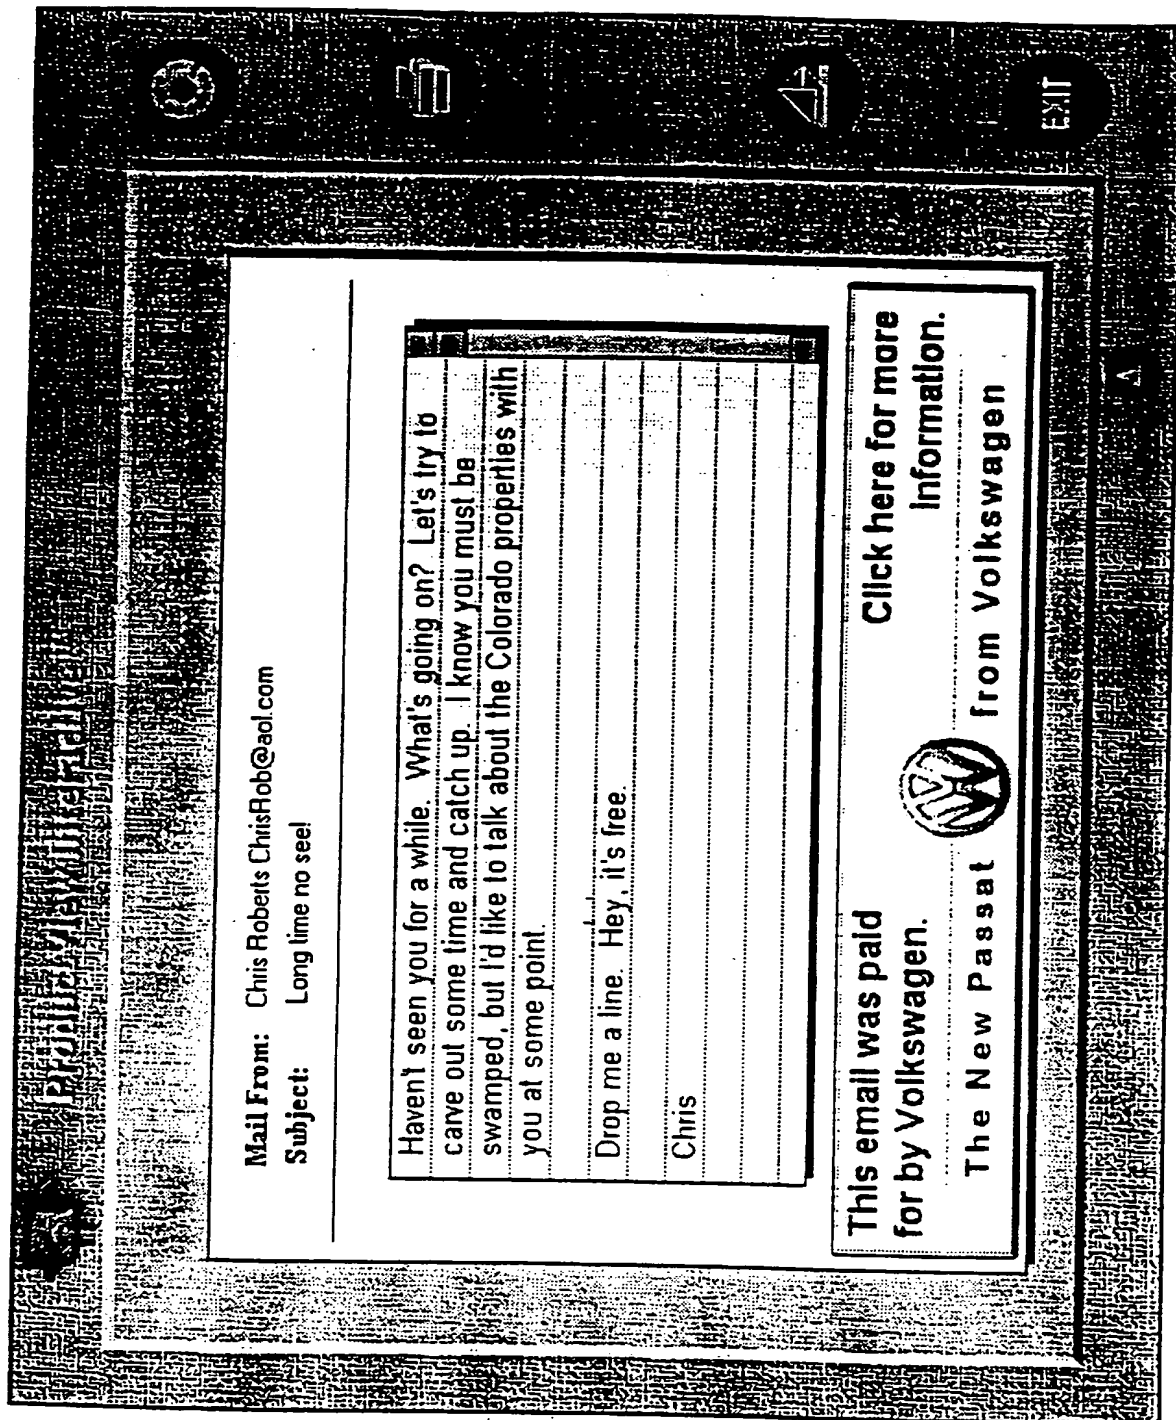 Mail From: Chris Roberts ChrisRob@aol.com
Subject: Long time no see!
Haven't seen you for a while. What's going on? Let's try to
carve out some time and catch up. I know you must be
swamped, but I'd like to talk about the Colorado properties with
you at some point.
Drop me a line. Hey, it's free.
Chris
This email was paid
for by Volkswagen.
Click here for more
Information.
The New Passat from Volkswagen
EXIT